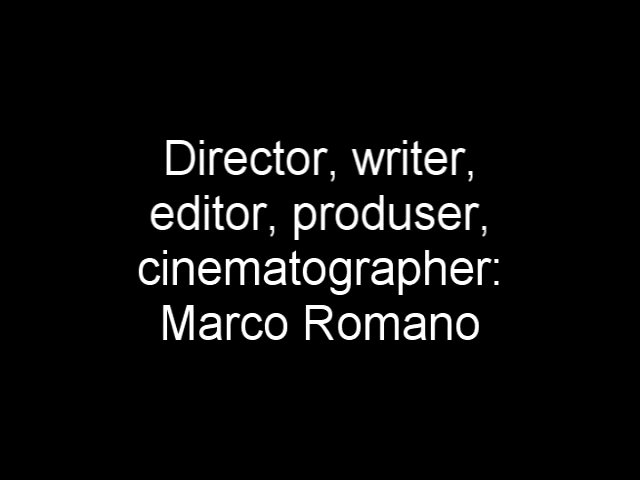 Director, writer,
editor, produser,
cinematographer:
Marco Romano